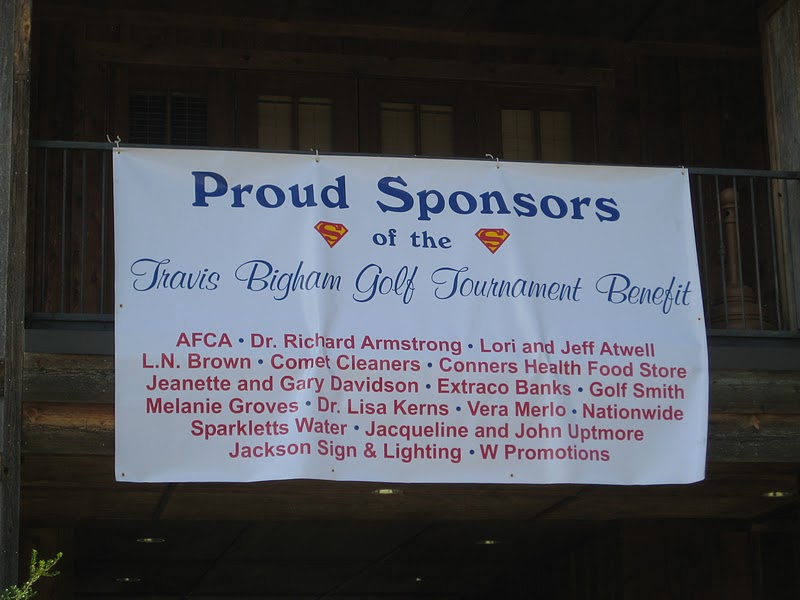 Proud Sponsors
of the
Travis Bigham Golf Tournament Benefit
AFCA • Dr. Richard Armstrong • Lori and Jeff Atwell
L.N. Brown • Comet Cleaners • Conners Health Food Store
Jeanette and Gary Davidson • Extraco Banks • Golf Smith
Melanie Groves • Dr. Lisa Kerns • Vera Merlo • Nationwide
Sparkletts Water • Jacqueline and John Uptmore
Jackson Sign & Lighting • W Promotions